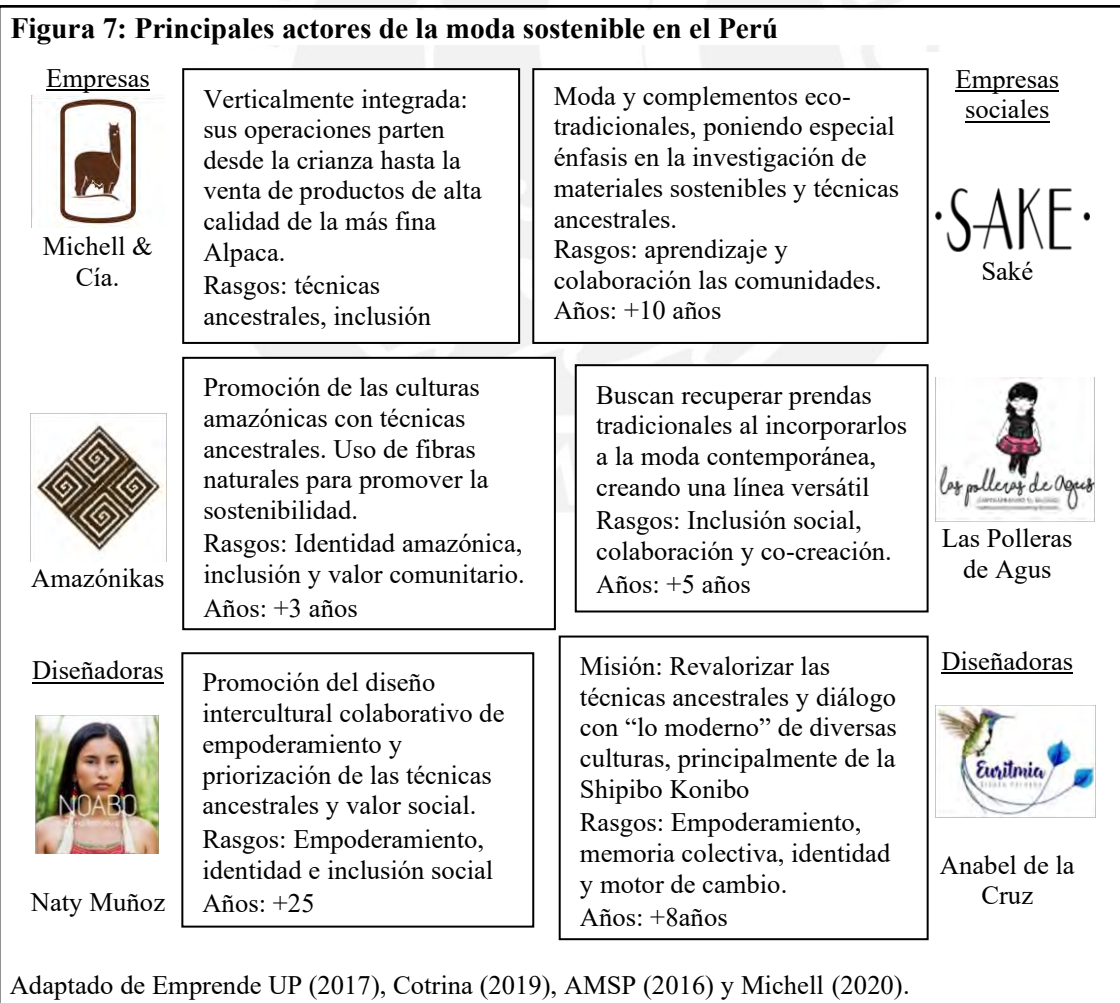 Figura 7: Principales actores de la moda sostenible en el Perú
Empresas
Michell &
Cía.
Verticalmente integrada:
sus operaciones parten
desde la crianza hasta la
venta de productos de alta
calidad de la más fina
Alpaca.
Rasgos: técnicas
ancestrales, inclusión
Moda y complementos eco-
tradicionales, poniendo especial
énfasis en la investigación de
materiales sostenibles y técnicas
ancestrales.
Rasgos: aprendizaje y
colaboración las comunidades.
Años: +10 años
Empresas
sociales
·SAKE·
Saké
Amazónikas
Promoción de las culturas
amazónicas con técnicas
ancestrales. Uso de fibras
naturales para promover la
sostenibilidad.
Rasgos: Identidad amazónica,
inclusión y valor comunitario.
Años: +3 años
Buscan recuperar prendas
tradicionales al incorporarlos
a la moda contemporánea,
creando una línea versátil
Rasgos: Inclusión social,
colaboración y co-creación.
Años: +5 años
las polleras de Agus
Las Polleras
de Agus
Diseñadoras
NOABO
Naty Muñoz
Promoción del diseño
intercultural colaborativo de
empoderamiento y
priorización de las técnicas
ancestrales y valor social.
Rasgos: Empoderamiento,
identidad e inclusión social
Años: +25
Misión: Revalorizar las
técnicas ancestrales y diálogo
con “lo moderno” de diversas
culturas, principalmente de la
Shipibo Konibo
Rasgos: Empoderamiento,
memoria colectiva, identidad
y motor de cambio.
Años: +8años
Diseñadoras
Euritmia
Anabel de la
Cruz
Adaptado de Emprende UP (2017), Cotrina (2019), AMSP (2016) y Michell (2020).